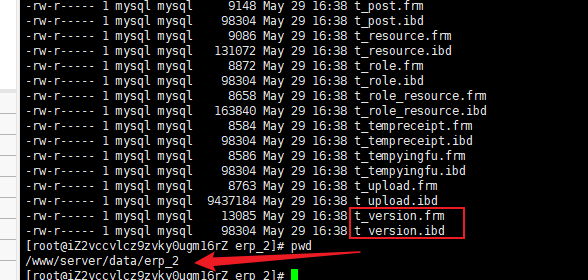 -rw-r----- 1 mysql mysql 9148 May 29 16:38 t_post.frm
-rw-r----- 1 mysql mysql 98304 May 29 16:38 t_post.ibd
-rw-r----- 1 mysql mysql 9086 May 29 16:38 t_resource.frm
-rw-r----- 1 mysql mysql 131072 May 29 16:38 t_resource.ibd
-rw-r----- 1 mysql mysql 8872 May 29 16:38 t_role.frm
-rw-r----- 1 mysql mysql 98304 May 29 16:38 t_role.ibd
-rw-r----- 1 mysql mysql 8658 May 29 16:38 t_role_resource.frm
-rw-r----- 1 mysql mysql 163840 May 29 16:38 t_role_resource.ibd
-rw-r----- 1 mysql mysql 8584 May 29 16:38 t_tempreceipt.frm
-rw-r----- 1 mysql mysql 98304 May 29 16:38 t_tempreceipt.ibd
-rw-r----- 1 mysql mysql 8586 May 29 16:38 t_tempyingfu.frm
-rw-r----- 1 mysql mysql 98304 May 29 16:38 t_tempyingfu.ibd
-rw-r----- 1 mysql mysql 8763 May 29 16:38 t_upload.frm
-rw-r----- 1 mysql mysql 9437184 May 29 16:38 t_upload.ibd
-rw-r----- 1 mysql mysql 13085 May 29 16:38 t_version.frm
-rw-r----- 1 mysql mysql 98304 May 29 16:38 t_version.ibd
[root@iZ2vccvlcz9zvky0ugm16rZ erp_2]# pwd
/www/server/data/erp_2
[root@iZ2vccvlcz9zvky0ugm16rZ erp_2]#